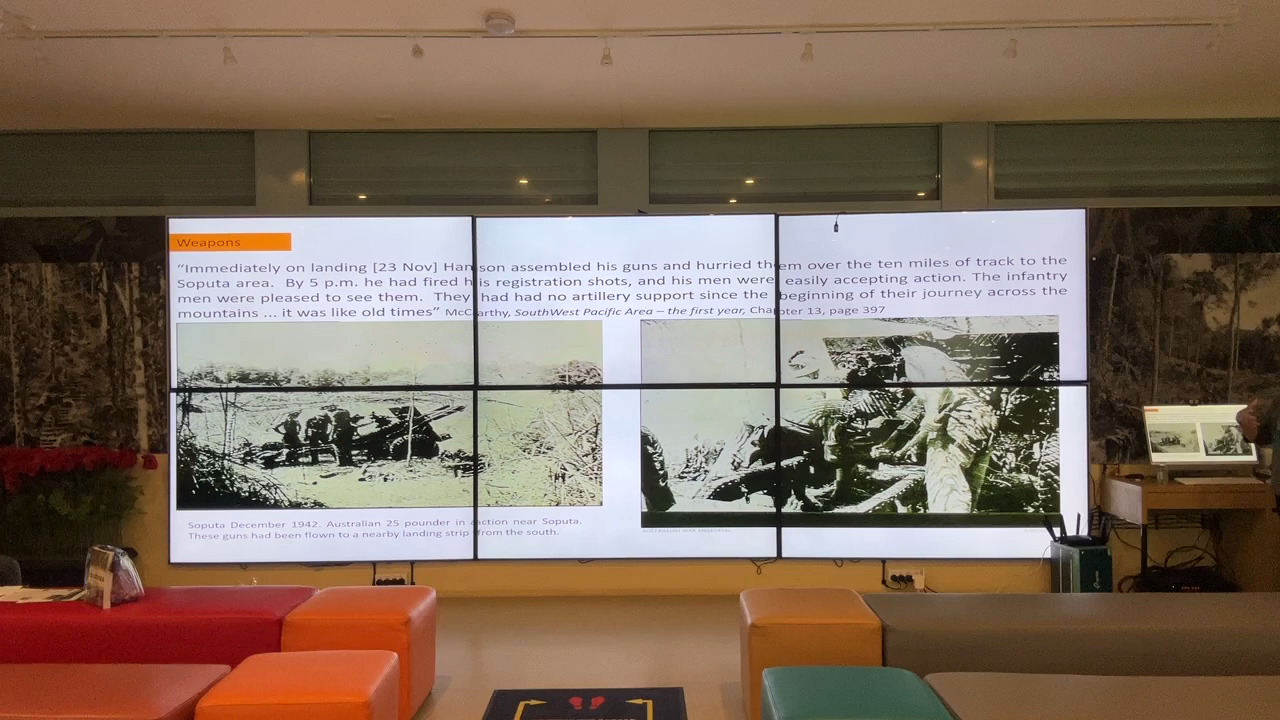 Weapons
“Immediately on landing [23 Nov] Hanson assembled his guns and hurried them over the ten miles of track to the
Soputa area. By 5 p.m. he had fired his registration shots, and his men were easily accepting action. The infantry
men were pleased to see them. They had had no artillery support since the beginning of their journey across the
mountains ... it was like old times” McCarthy, SouthWest Pacific Area – the first year, Chapter 13, page 397
Soputa December 1942. Australian 25 pounder in action near Soputa.
These guns had been flown to a nearby landing strip from the south.
AUSTRALIAN WAR MEMORIAL